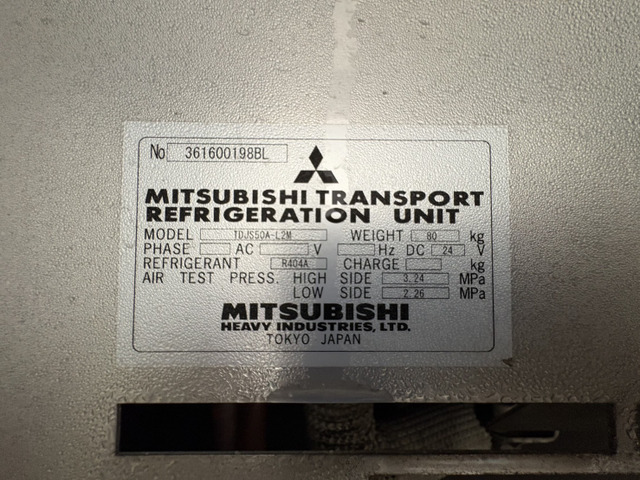 No 361600198BL
MITSUBISHI TRANSPORT
REFRIGERATION UNIT
MODEL TDJS50A-L2M WEIGHT 80 kg
PHASE AC V Hz DC 24 V
REFRIGERANT R404A CHARGE kg
AIR TEST PRESS. HIGH SIDE 3.24 MPa
LOW SIDE 2.26 MPa
MITSUBISHI
HEAVY INDUSTRIES, LTD.
TOKYO JAPAN